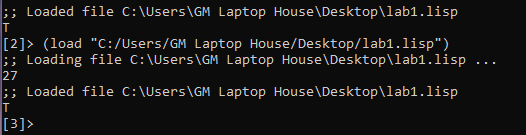 ;; Loaded file C:\Users\GM Laptop House\Desktop\lab1.lisp
T
[2]> (load "C:/Users/GM Laptop House/Desktop/lab1.lisp")
;; Loading file C:\Users\GM Laptop House\Desktop\lab1.lisp ...
27
;; Loaded file C:\Users\GM Laptop House\Desktop\lab1.lisp
T
[3]>